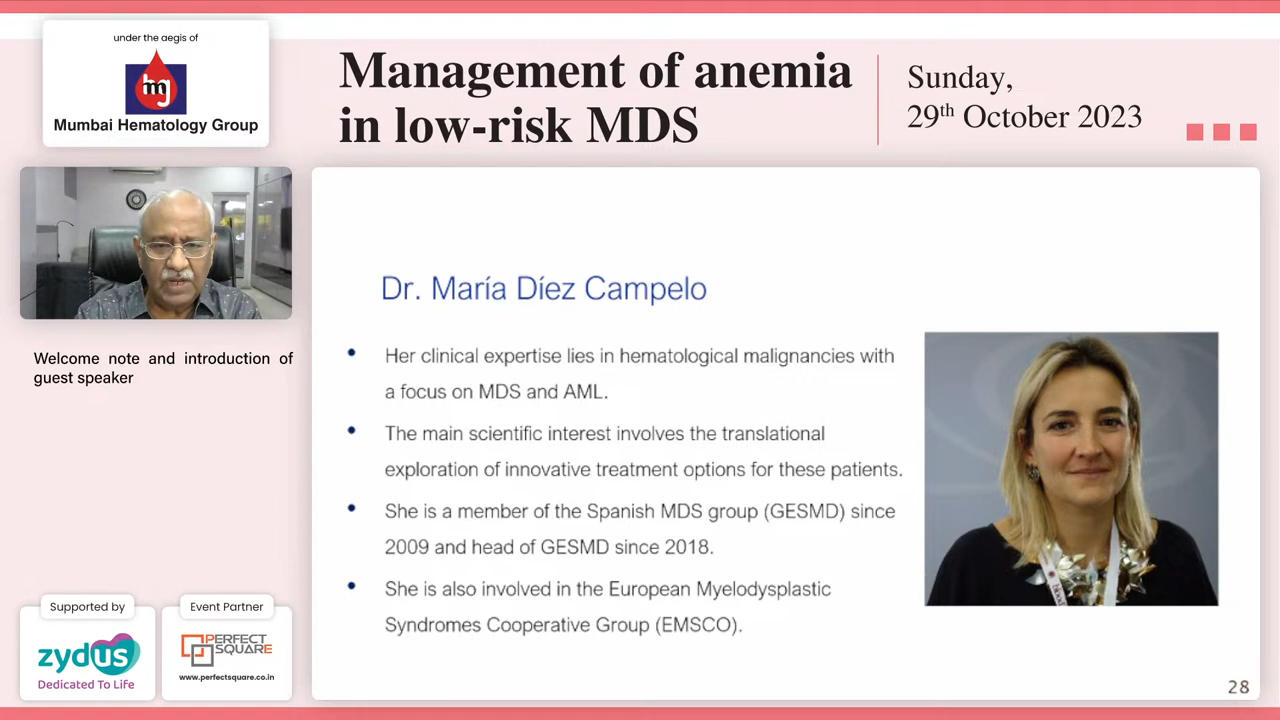 under the aegis of
mg
Mumbai Hematology Group
Management of anemia
in low-risk MDS
Sunday,
29th October 2023
Welcome note and introduction of
guest speaker
Dr. María Díez Campelo
• Her clinical expertise lies in hematological malignancies with
a focus on MDS and AML.
• The main scientific interest involves the translational
exploration of innovative treatment options for these patients.
• She is a member of the Spanish MDS group (GESMD) since
2009 and head of GESMD since 2018.
• She is also involved in the European Myelodysplastic
Syndromes Cooperative Group (EMSCO).
28
Supported by
zydus
Dedicated To Life
Event Partner
PERFECT
SQUARE
www.perfectsquare.co.in